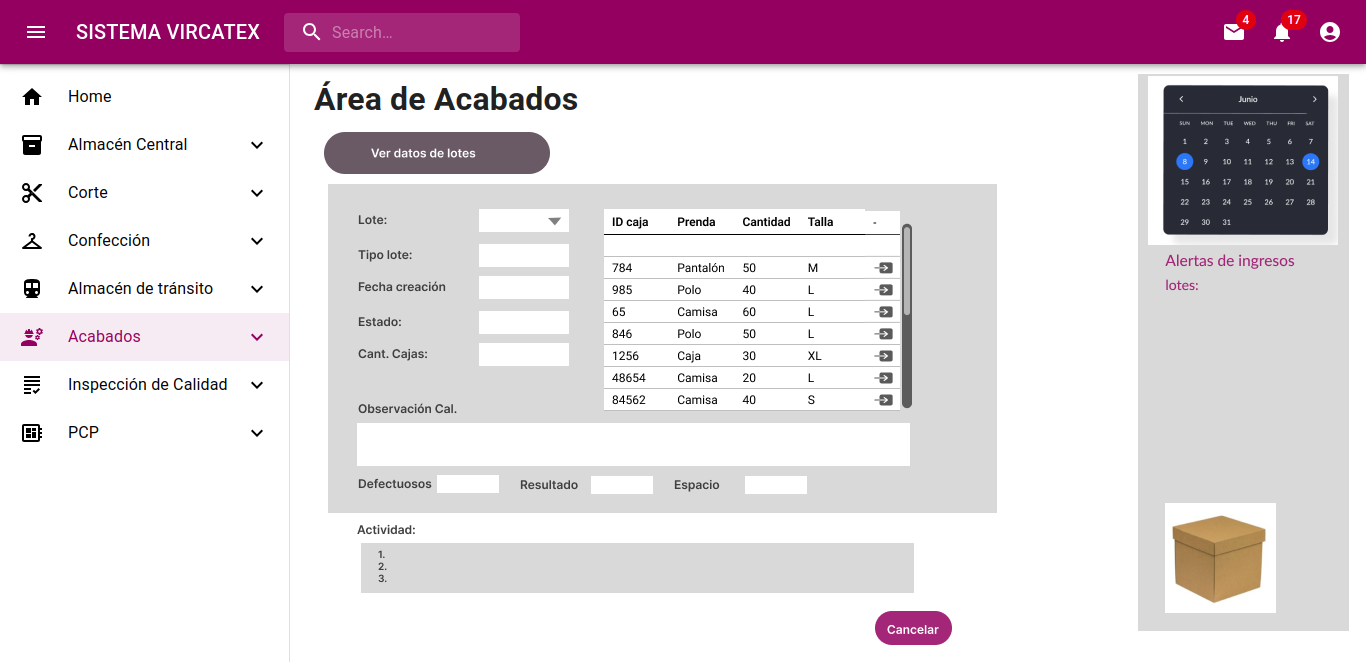 SISTEMA VIRCATEX
Search…
4
17
Home
Almacén Central
Corte
Confección
Almacén de tránsito
Acabados
Inspección de Calidad
PCP
Área de Acabados
Ver datos de lotes
Lote:
Tipo lote:
Fecha creación
Estado:
Cant. Cajas:
ID caja Prenda Cantidad Talla -
784 Pantalón 50 M
985 Polo 40 L
65 Camisa 60 L
846 Polo 50 L
1256 Caja 30 XL
48654 Camisa 20 L
84562 Camisa 40 S
Observación Cal.
Defectuosos Resultado Espacio
Actividad:
1.
2.
3.
Cancelar
Junio
SUN MON TUE WED THU FRI SAT
1 2 3 4 5 6 7
8 9 10 11 12 13 14
15 16 17 18 19 20 21
22 23 24 25 26 27 28
29 30 31
Alertas de ingresos
lotes: